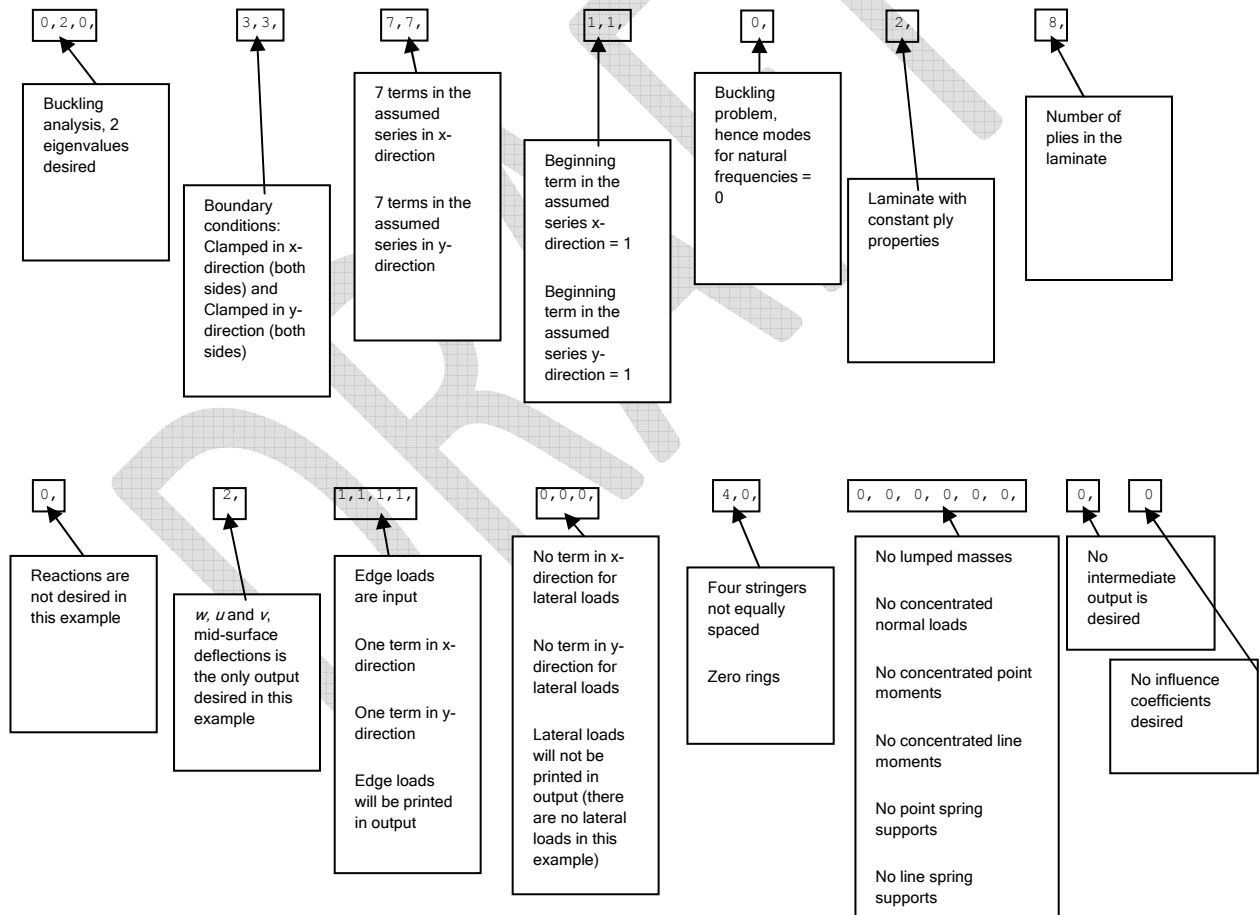 0,2,0,
3,3,
7,7,
1,1,
0,
2,
8,
Buckling
analysis, 2
eigenvalues
desired
Boundary
conditions:
Clamped in x-
direction (both
sides) and
Clamped in y-
direction (both
sides)
7 terms in the
assumed
series in x-
direction
7 terms in the
assumed
series in y-
direction
Beginning
term in the
assumed
series x-
direction = 1
Beginning
term in the
assumed
series y-
direction = 1
Buckling
problem,
hence modes
for natural
frequencies =
0
Laminate with
constant ply
properties
Number of
plies in the
laminate
0,
2,
1,1,1,1,
0,0,0,
4,0,
0, 0, 0, 0, 0, 0,
0,
0
Reactions are
not desired in
this example
w, u and v,
mid-surface
deflections is
the only output
desired in this
example
Edge loads
are input
One term in x-
direction
One term in y-
direction
Edge loads
will be printed
in output
No term in x-
direction for
lateral loads
No term in y-
direction for
lateral loads
Lateral loads
will not be
printed in
output (there
are no lateral
loads in this
example)
Four stringers
not equally
spaced
Zero rings
No lumped masses
No concentrated
normal loads
No concentrated point
moments
No concentrated line
moments
No point spring
supports
No line spring
supports
No
intermediate
output is
desired
No influence
coefficients
desired
DRAFT